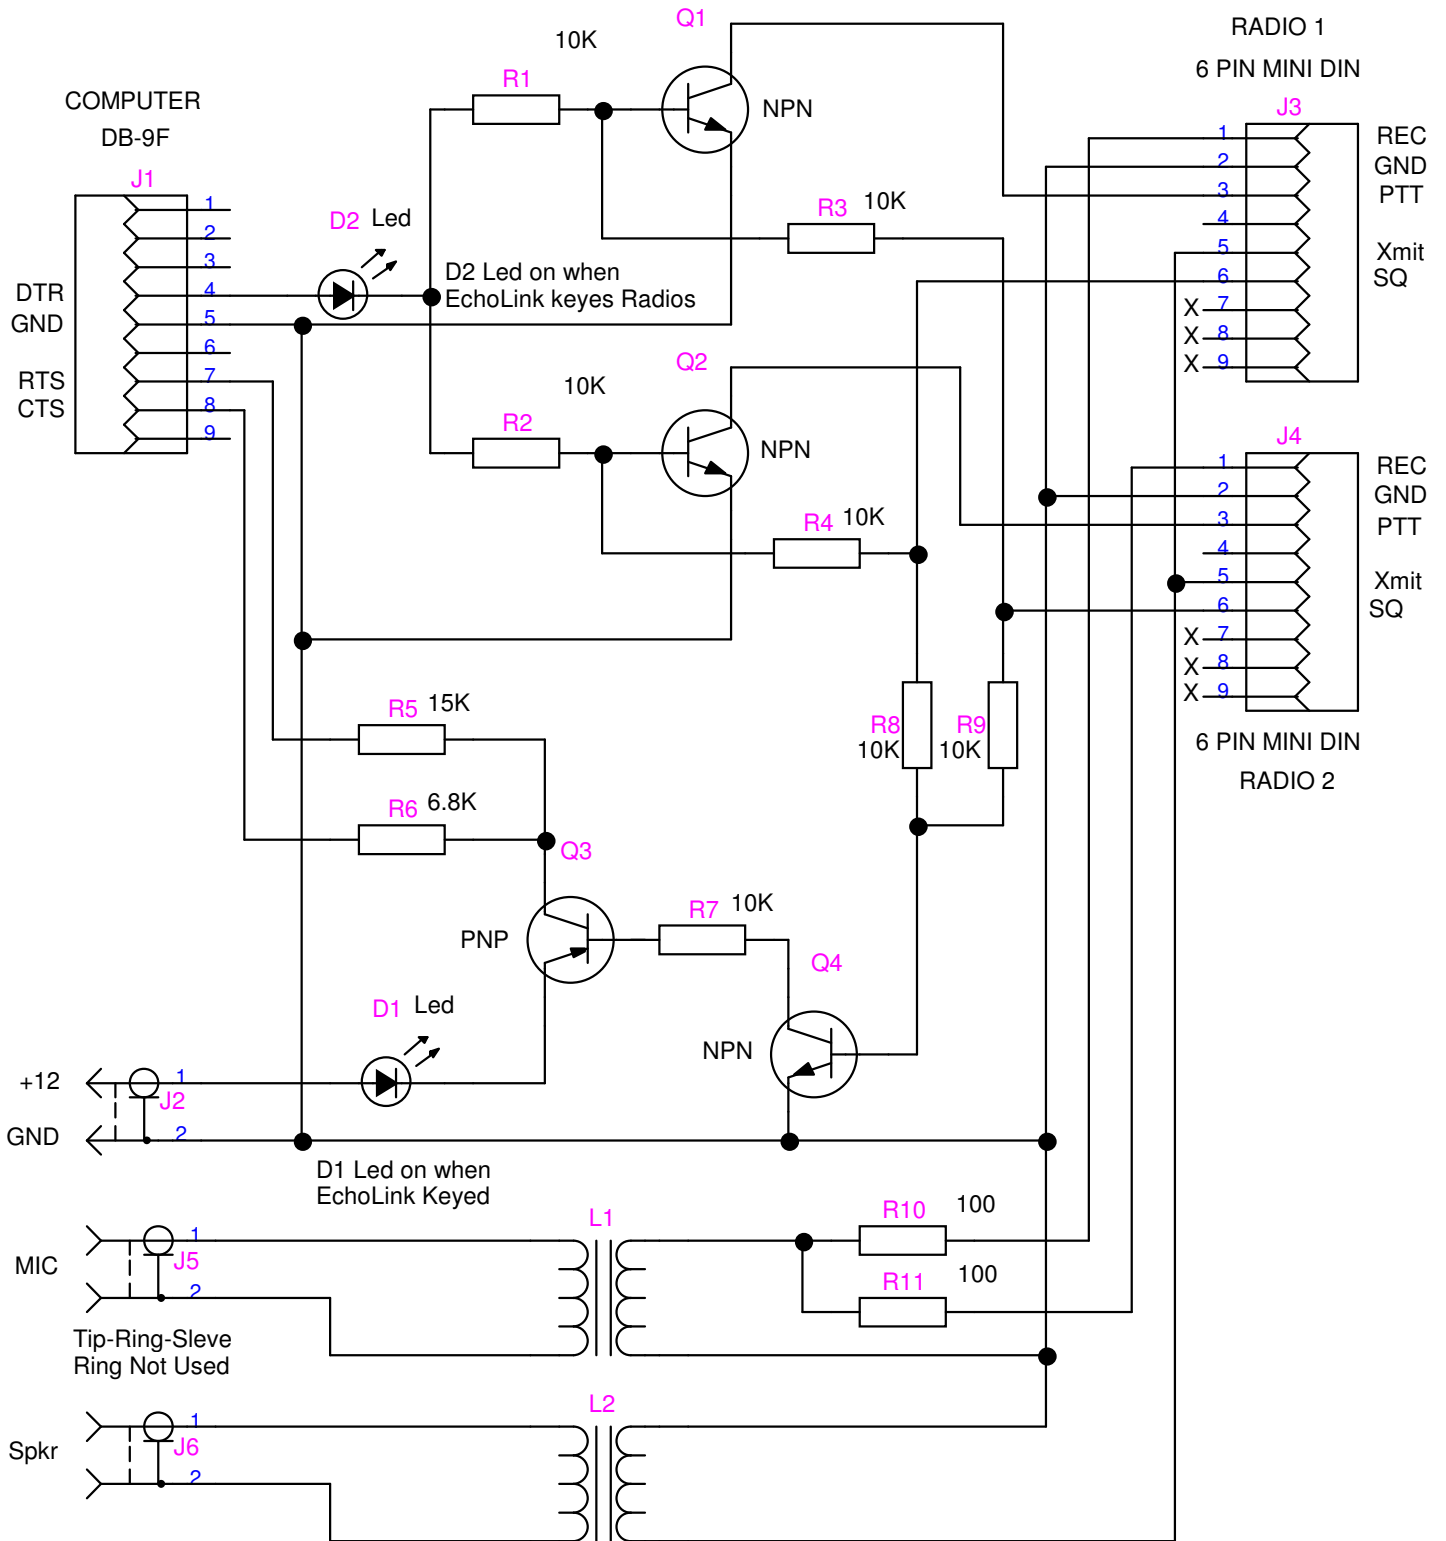 Q1
RADIO 1
10K
6 PIN MINI DIN
R1
COMPUTER
DB-9F
NPN
J3
1
REC
2
GND
3
PTT
4
5
Xmit
6
SQ
X 7
X 8
X 9
J1
1
2
3
DTR
4
GND
5
6
RTS
7
CTS
8
9
D2 Led
R3 10K
D2 Led on when
EchoLink keyes Radios
Q2
10K
R2
NPN
J4
1
REC
2
GND
3
PTT
4
5
Xmit
6
SQ
X 7
X 8
X 9
R4 10K
6 PIN MINI DIN
RADIO 2
R5 15K
R8
10K
R9
10K
R6 6.8K
Q3
PNP
R7 10K
Q4
D1 Led
NPN
+12
1
J2
GND
2
D1 Led on when
EchoLink Keyed
L1
R10 100
MIC
1
J5
2
R11 100
Tip-Ring-Sleve
Ring Not Used
L2
Spkr
1
J6
2